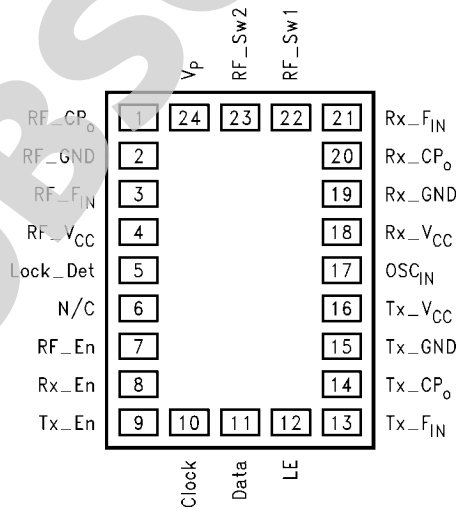 OBSOLETE
V_P RF_Sw2 RF_Sw1
RF_CP_o 1 24 23 22 21 Rx_F_IN
RF_GND 2 20 Rx_CP_o
RF_F_IN 3 19 Rx_GND
RF_V_CC 4 18 Rx_V_CC
Lock_Det 5 17 OSC_IN
N/C 6 16 Tx_V_CC
RF_En 7 15 Tx_GND
Rx_En 8 14 Tx_CP_o
Tx_En 9 10 11 12 13 Tx_F_IN
Clock Data LE